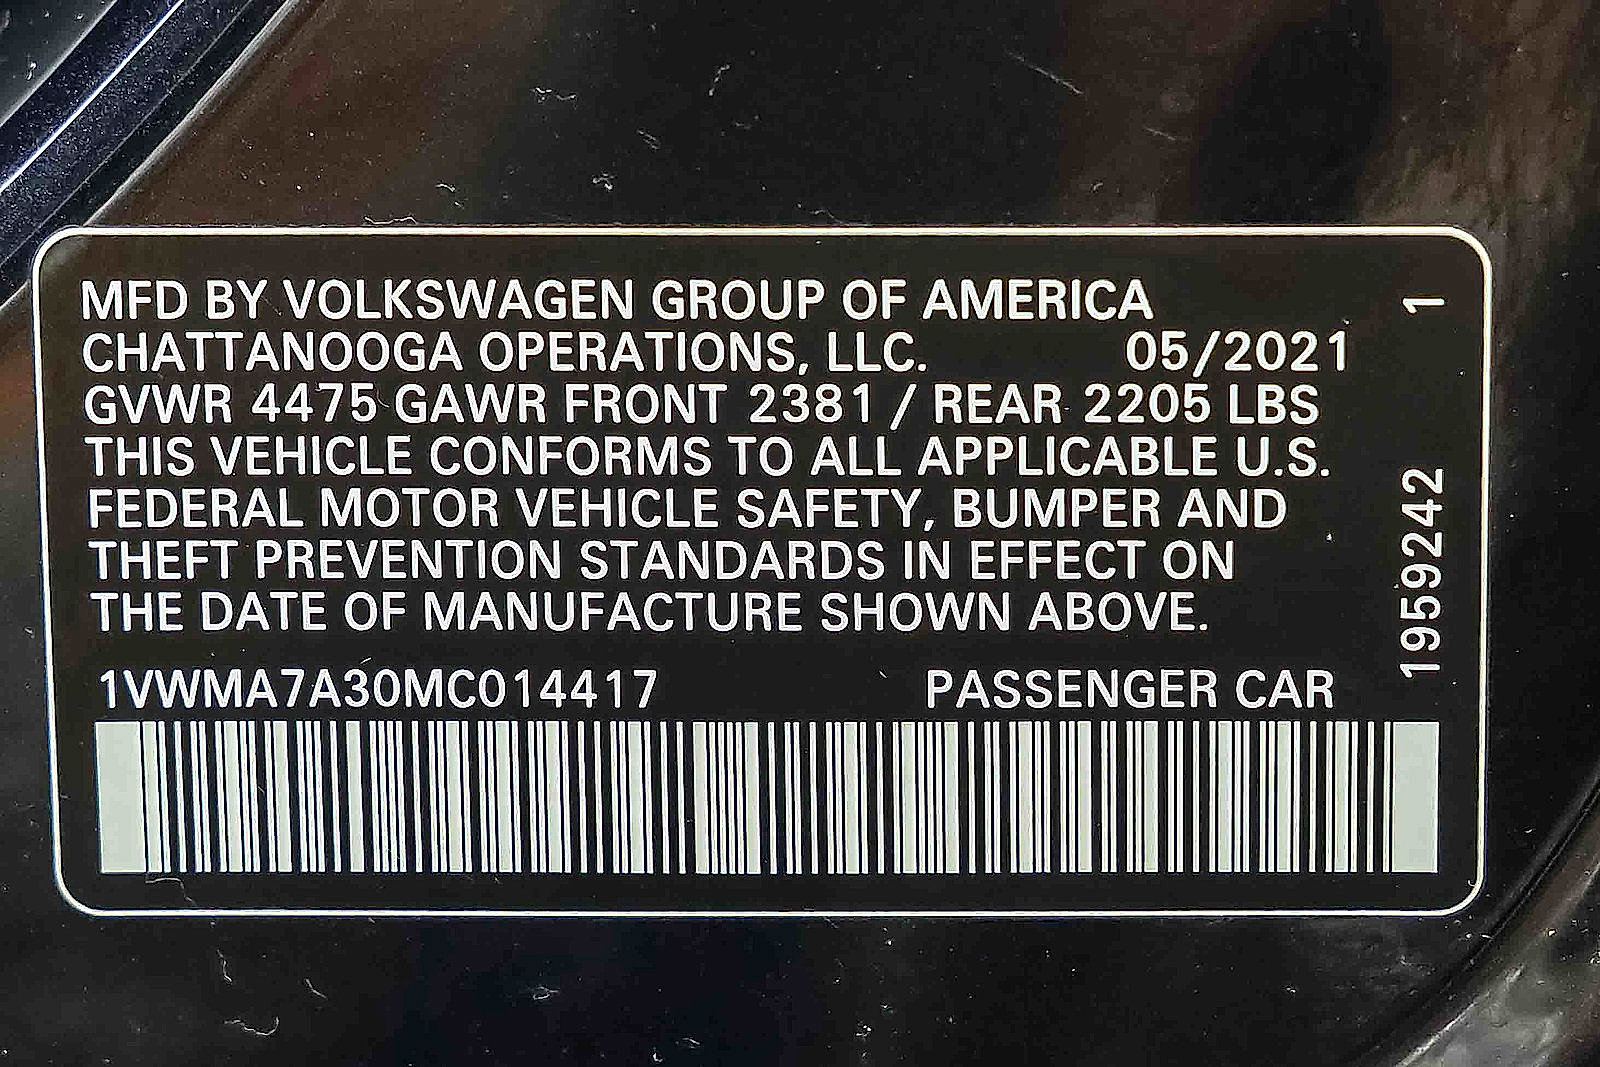 MFD BY VOLKSWAGEN GROUP OF AMERICA
CHATTANOOGA OPERATIONS, LLC. 05/2021
GVWR 4475 GAWR FRONT 2381 / REAR 2205 LBS
THIS VEHICLE CONFORMS TO ALL APPLICABLE U.S.
FEDERAL MOTOR VEHICLE SAFETY, BUMPER AND
THEFT PREVENTION STANDARDS IN EFFECT ON
THE DATE OF MANUFACTURE SHOWN ABOVE.
1VWMA7A30MC014417 PASSENGER CAR
1959242 1